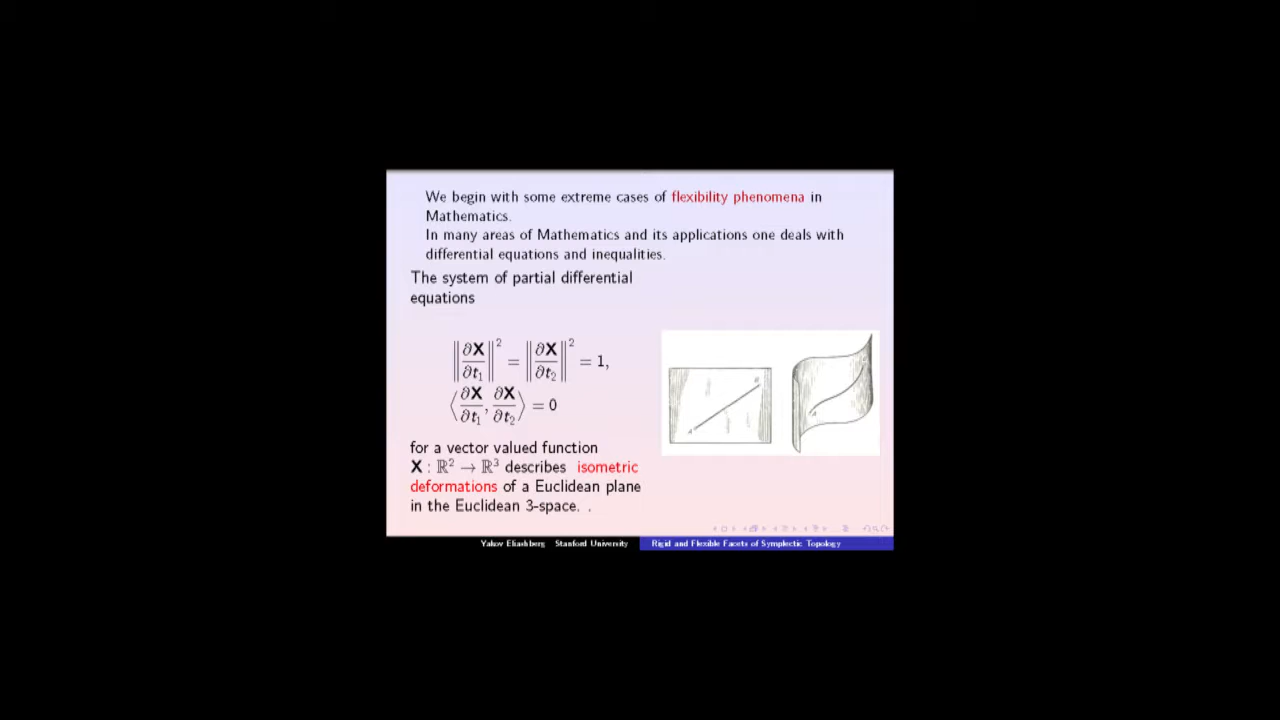 We begin with some extreme cases of flexibility phenomena in
Mathematics.
In many areas of Mathematics and its applications one deals with
differential equations and inequalities.
The system of partial differential
equations
‖∂X/∂t₁‖² = ‖∂X/∂t₂‖² = 1,
⟨∂X/∂t₁, ∂X/∂t₂⟩ = 0
for a vector valued function
X : ℝ² → ℝ³ describes isometric
deformations of a Euclidean plane
in the Euclidean 3-space. .
Yakov Eliashberg Stanford University
Rigid and Flexible Facets of Symplectic Topology